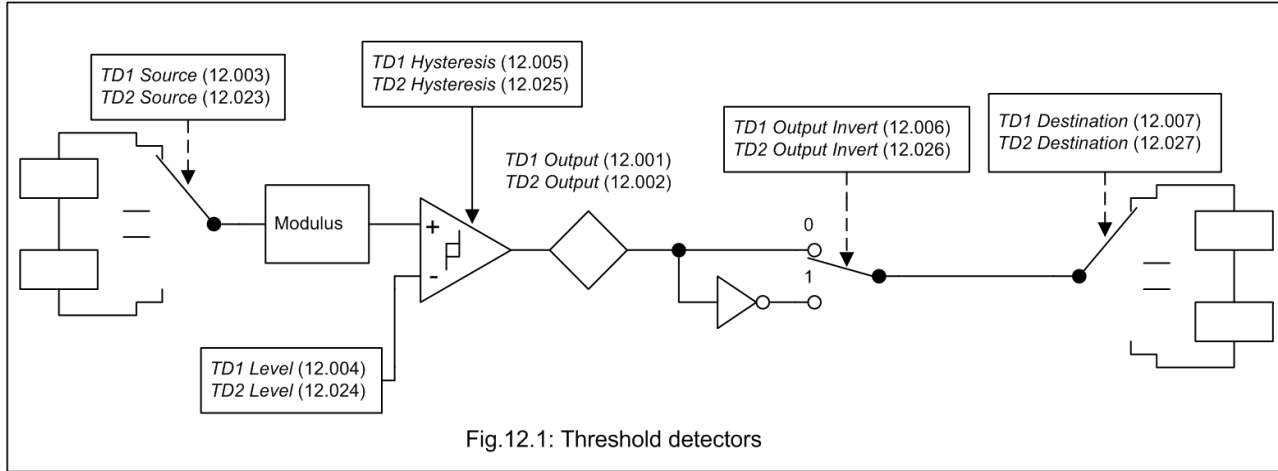 TD1 Source (12.003)
TD2 Source (12.023)
TD1 Hysteresis (12.005)
TD2 Hysteresis (12.025)
TD1 Output (12.001)
TD2 Output (12.002)
TD1 Output Invert (12.006)
TD2 Output Invert (12.026)
TD1 Destination (12.007)
TD2 Destination (12.027)
Modulus
+
-
0
1
TD1 Level (12.004)
TD2 Level (12.024)
Fig.12.1: Threshold detectors